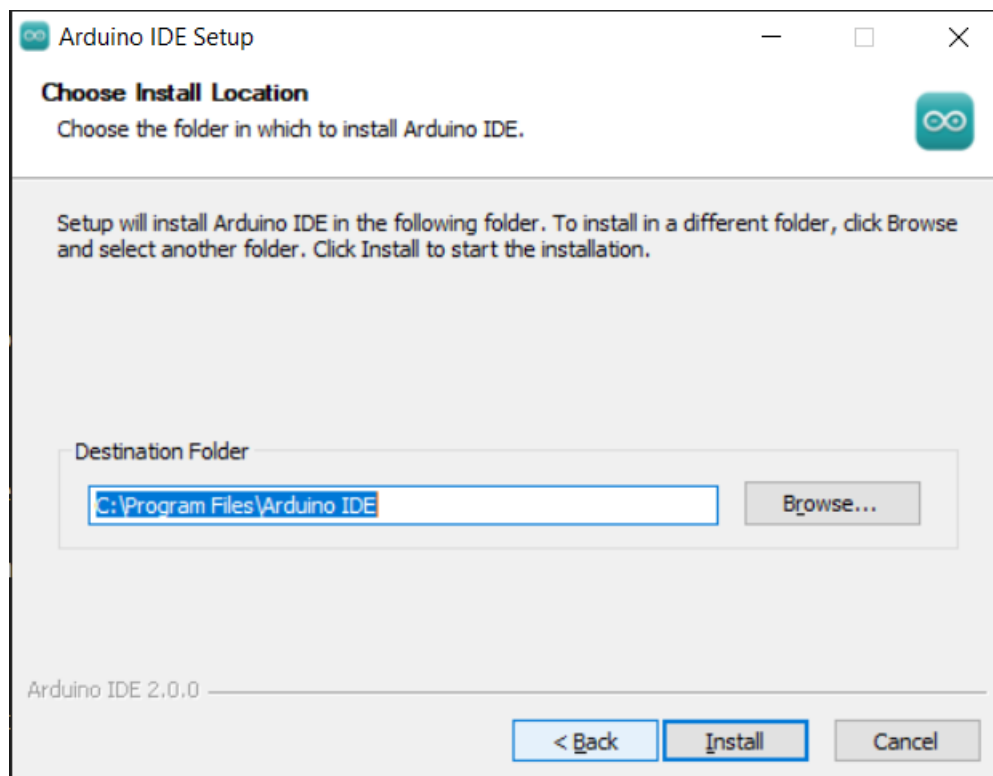 Arduino IDE Setup
Choose Install Location
Choose the folder in which to install Arduino IDE.
Setup will install Arduino IDE in the following folder. To install in a different folder, click Browse
and select another folder. Click Install to start the installation.
Destination Folder
C:\Program Files\Arduino IDE
Browse...
Arduino IDE 2.0.0
< Back
Install
Cancel